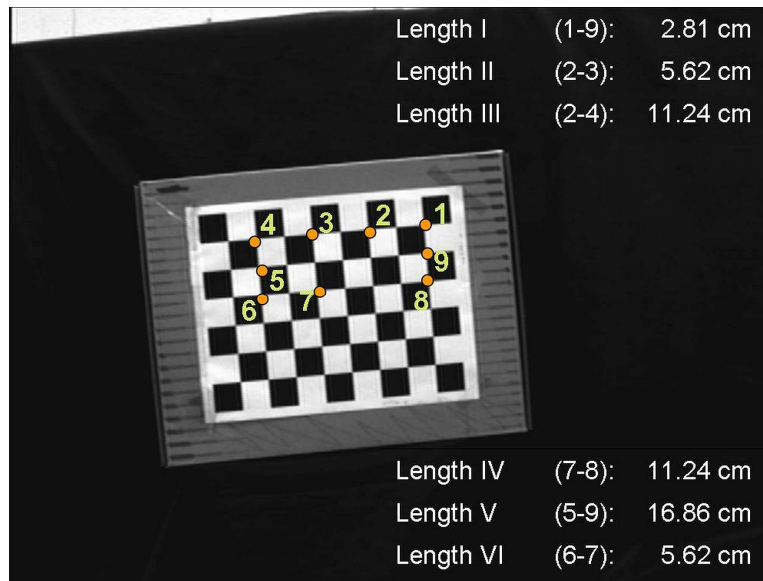 Length I (1-9): 2.81 cm
Length II (2-3): 5.62 cm
Length III (2-4): 11.24 cm
4 3 2 1
5 9
6 7 8
Length IV (7-8): 11.24 cm
Length V (5-9): 16.86 cm
Length VI (6-7): 5.62 cm